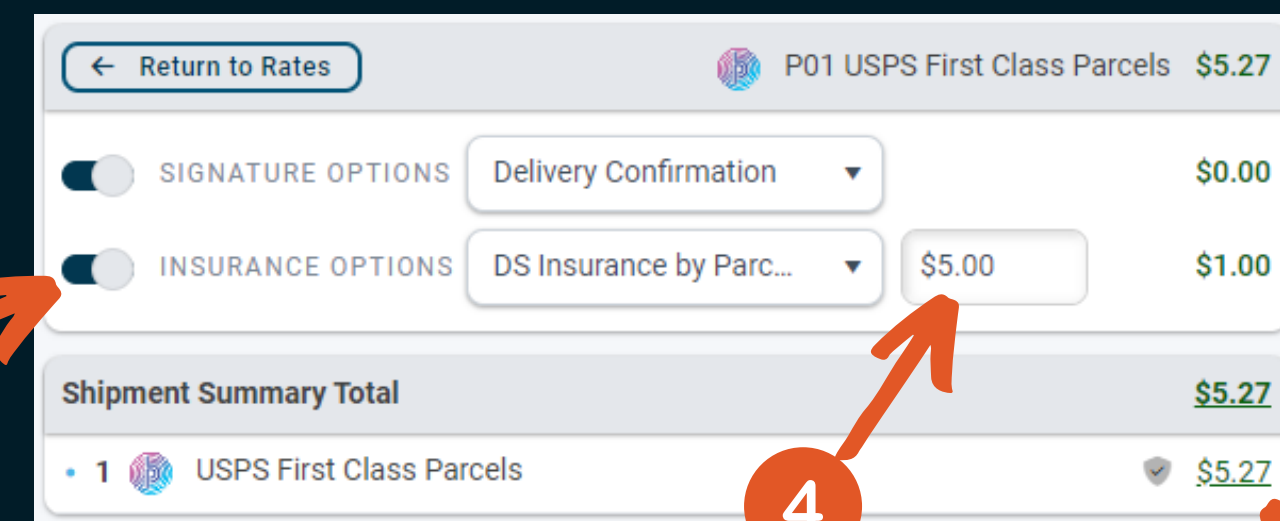 ← Return to Rates P01 USPS First Class Parcels $5.27
SIGNATURE OPTIONS Delivery Confirmation $0.00
INSURANCE OPTIONS DS Insurance by Parc... $5.00 $1.00
Shipment Summary Total $5.27
• 1 USPS First Class Parcels $5.27
4